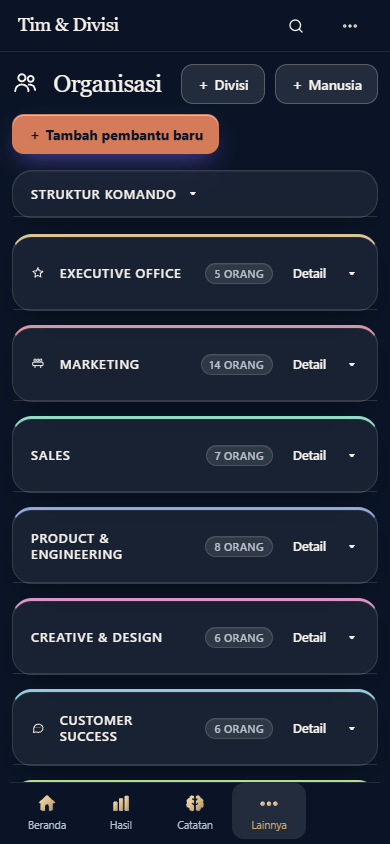 Tim & Divisi
Organisasi
+ Divisi
+ Manusia
+ Tambah pembantu baru
STRUKTUR KOMANDO
EXECUTIVE OFFICE 5 ORANG Detail
MARKETING 14 ORANG Detail
SALES 7 ORANG Detail
PRODUCT &
ENGINEERING 8 ORANG Detail
CREATIVE & DESIGN 6 ORANG Detail
CUSTOMER
SUCCESS 6 ORANG Detail
Beranda Hasil Catatan Lainnya